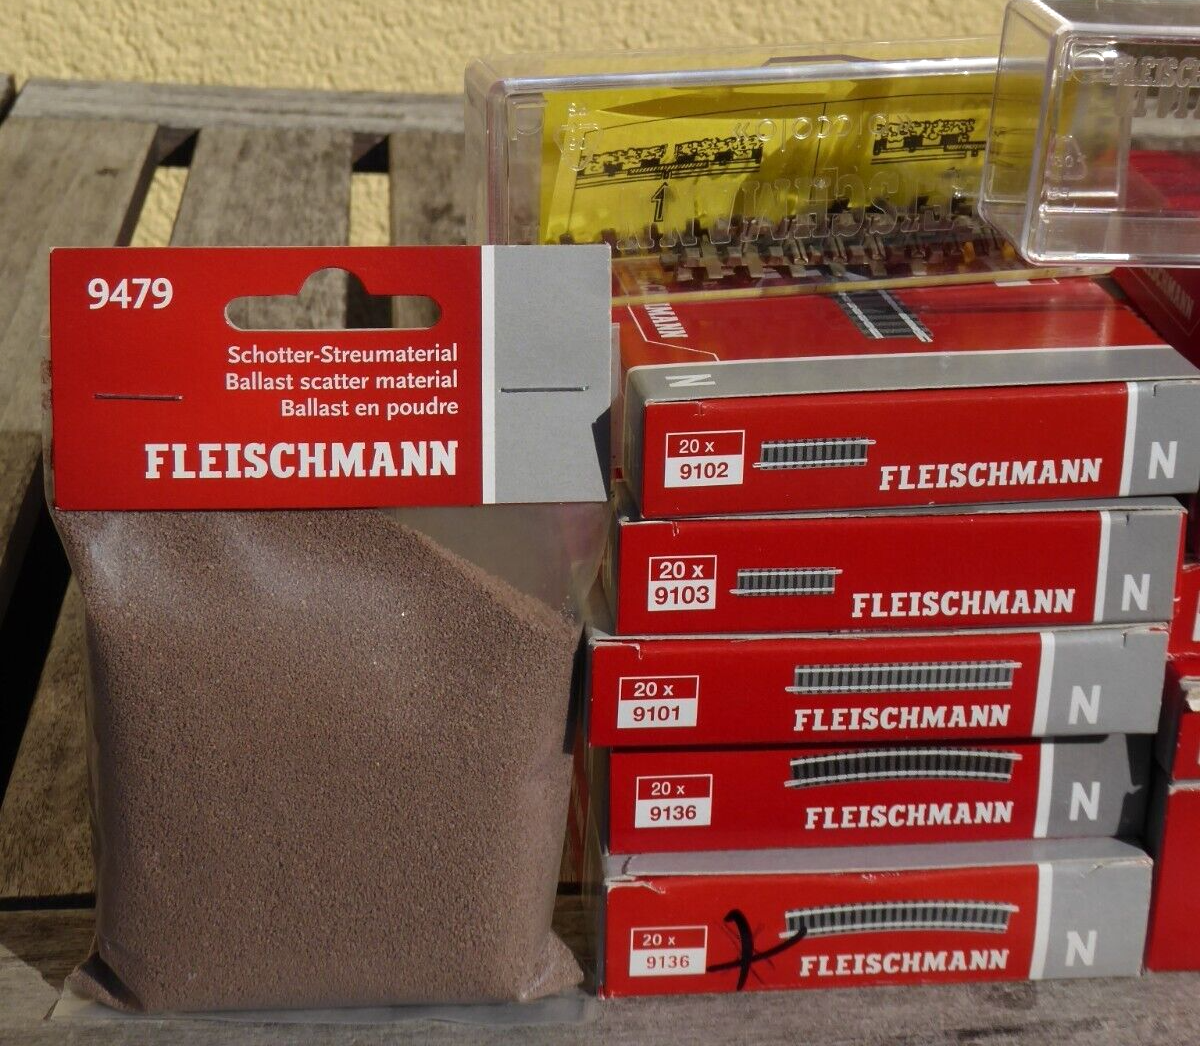 9479
Schotter-Streumaterial
Ballast scatter material
Ballast en poudre
FLEISCHMANN
N
20 x
9102
FLEISCHMANN
N
20 x
9103
FLEISCHMANN
N
20 x
9101
FLEISCHMANN
N
20 x
9136
FLEISCHMANN
N
20 x
9136
FLEISCHMANN
N